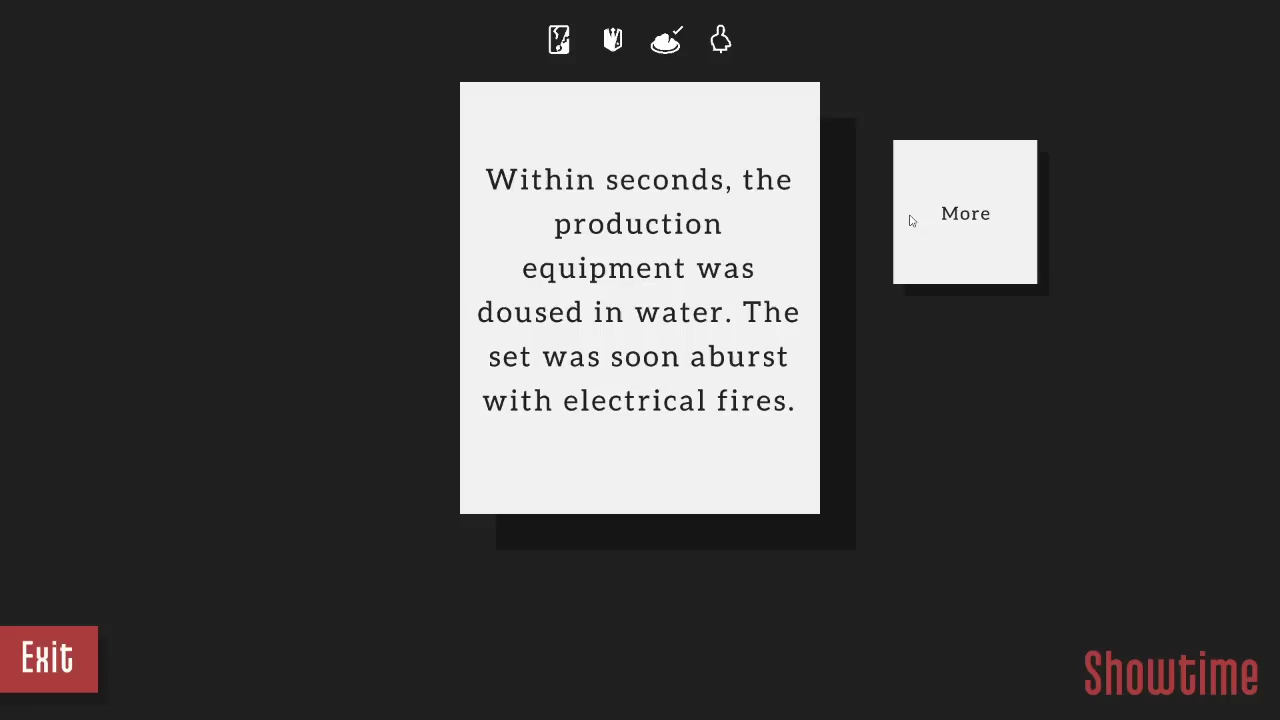 Within seconds, the
production
equipment was
doused in water. The
set was soon aburst
with electrical fires.
More
Exit
Showtime